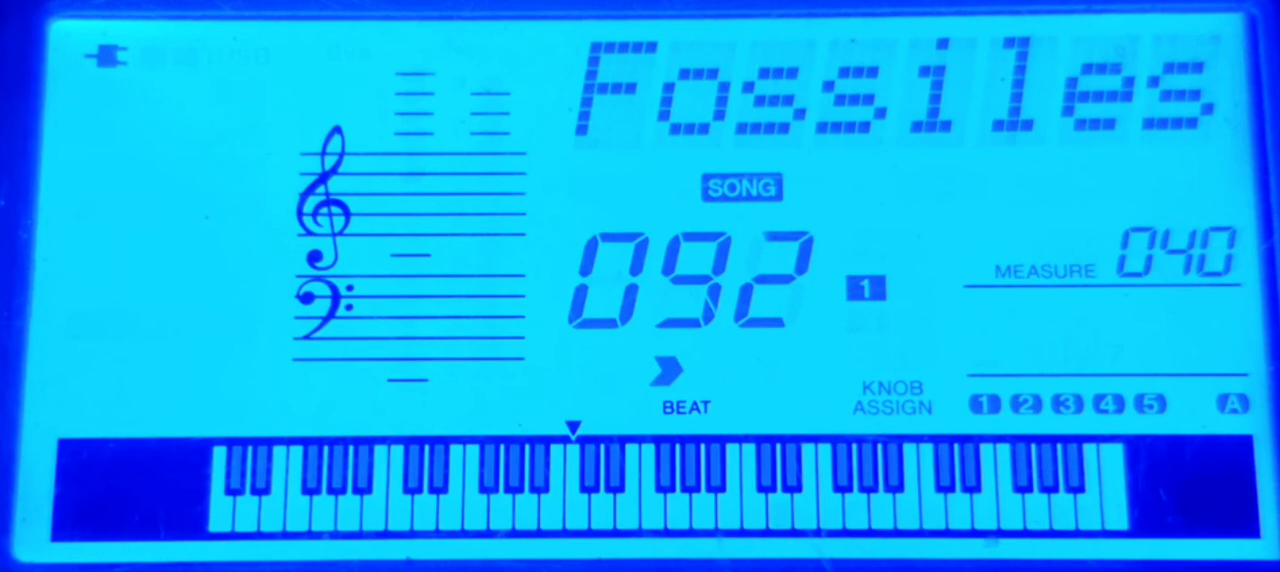 Fossiles
SONG
092
1
MEASURE 040
BEAT
KNOB
ASSIGN
1 2 3 4 5 A